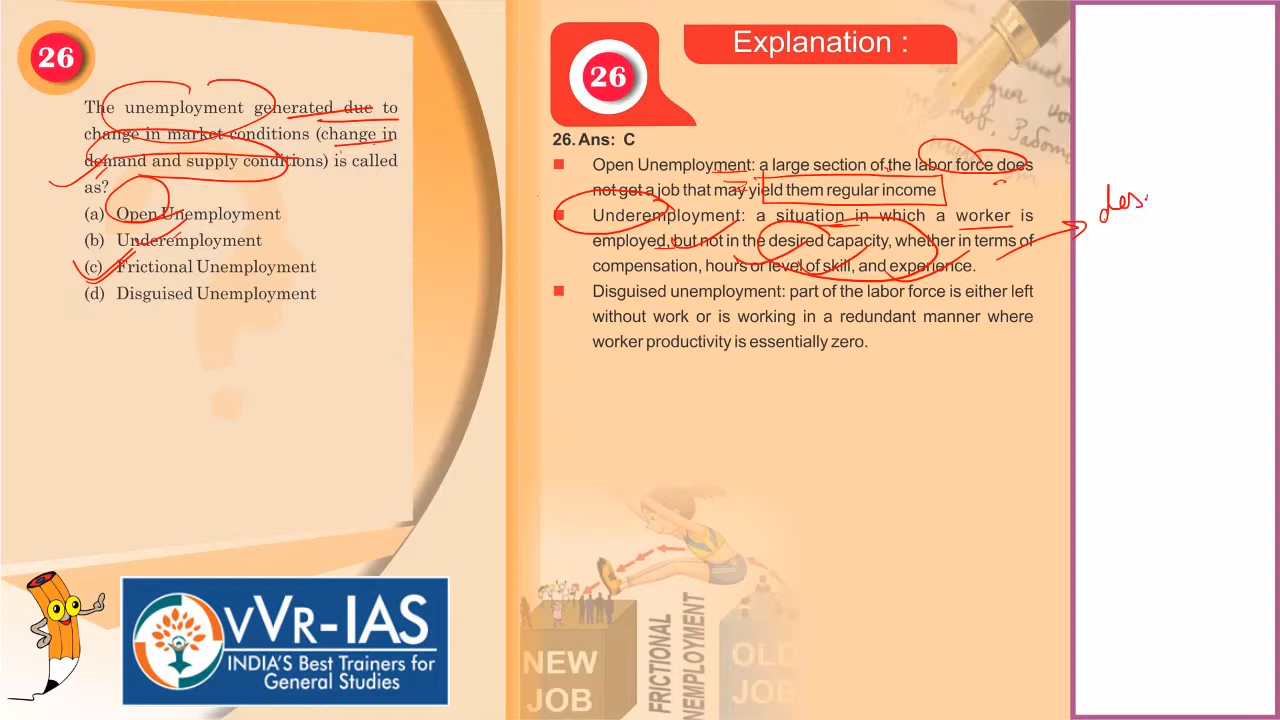 26
The unemployment generated due to
change in market conditions (change in
demand and supply conditions) is called
as?
(a) Open Unemployment
(b) Underemployment
(c) Frictional Unemployment
(d) Disguised Unemployment
vVr-IAS
INDIA'S Best Trainers for
General Studies
Explanation :
26
26. Ans: C
Open Unemployment: a large section of the labor force does
not get a job that may yield them regular income
Underemployment: a situation in which a worker is
employed, but not in the desired capacity, whether in terms of
compensation, hours or level of skill, and experience.
Disguised unemployment: part of the labor force is either left
without work or is working in a redundant manner where
worker productivity is essentially zero.
des.
NEW
JOB
FRICTIONAL
NEMPLOYMENT
OLD
JOB